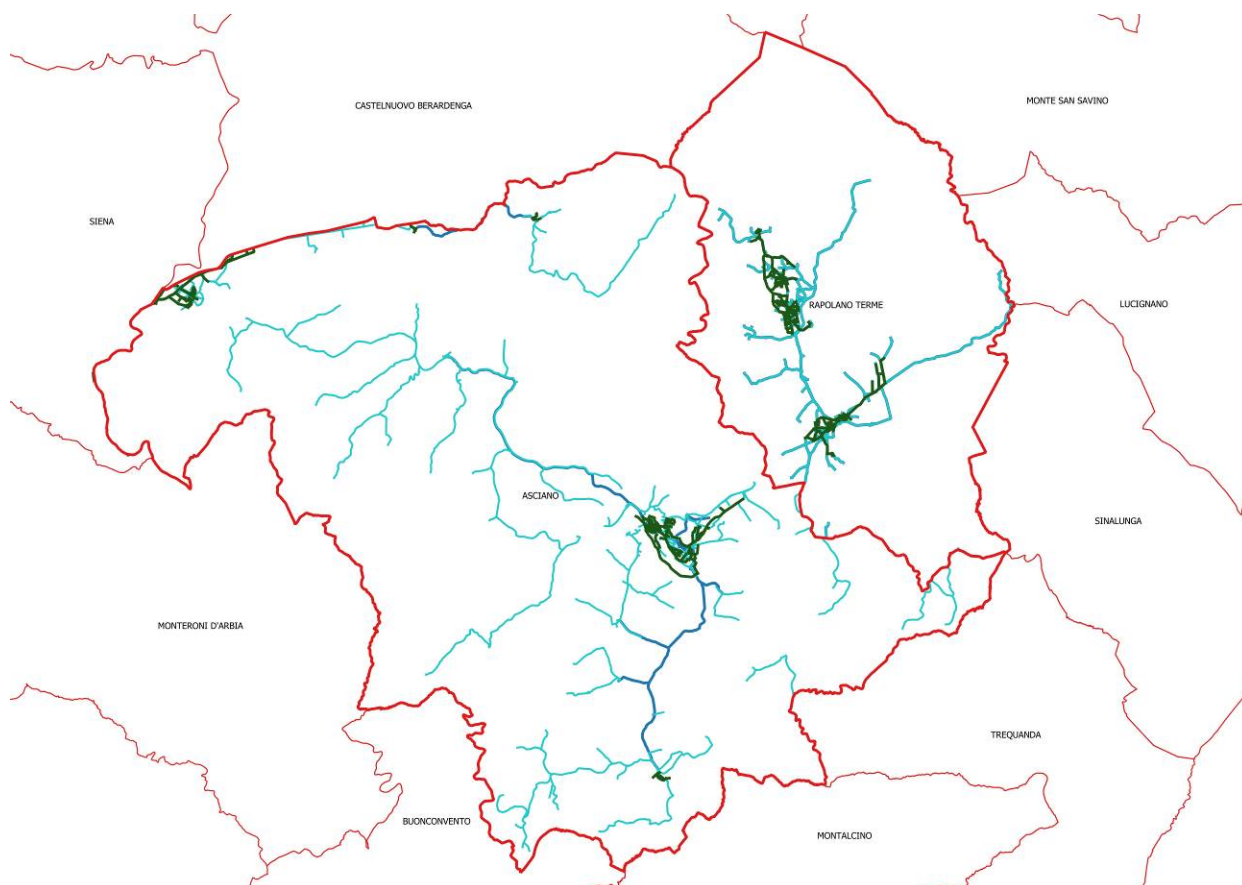 CASTELNUOVO BERARDENGA
MONTE SAN SAVINO
SIENA
RAPOLANO TERME
LUCIGNANO
ASCIANO
SINALUNGA
MONTERONI D'ARBIA
TREQUANDA
BUONCONVENTO
MONTALCINO